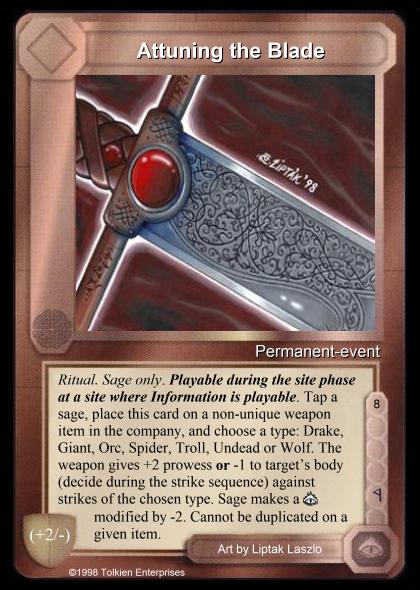 Attuning the Blade
LIPTÁK '98
Permanent-event
Ritual. Sage only. Playable during the site phase
at a site where Information is playable. Tap a
sage, place this card on a non-unique weapon
item in the company, and choose a type: Drake,
Giant, Orc, Spider, Troll, Undead or Wolf. The
weapon gives +2 prowess or -1 to target's body
(decide during the strike sequence) against
strikes of the chosen type. Sage makes a
modified by -2. Cannot be duplicated on a
given item.
8
(+2/-)
Art by Liptak Laszlo
©1998 Tolkien Enterprises